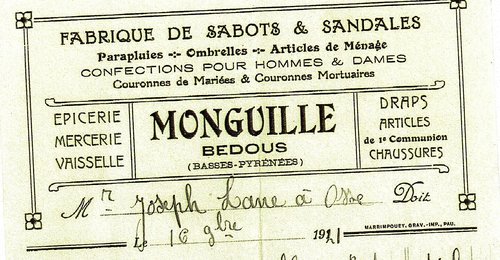 FABRIQUE DE SABOTS & SANDALES
Parapluies -:- Ombrelles -:- Articles de Ménage
CONFECTIONS POUR HOMMES & DAMES
Couronnes de Mariées & Couronnes Mortuaires
EPICERIE
MERCERIE
VAISSELLE
MONGUILLE
BEDOUS
(BASSES-PYRÉNÉES)
DRAPS
ARTICLES
de 1re Communion
CHAUSSURES
Mr Joseph Lane à Osse Doit
MARRIMPOUEY, GRAV.-IMP., PAU.
Le 16 9bre 1921